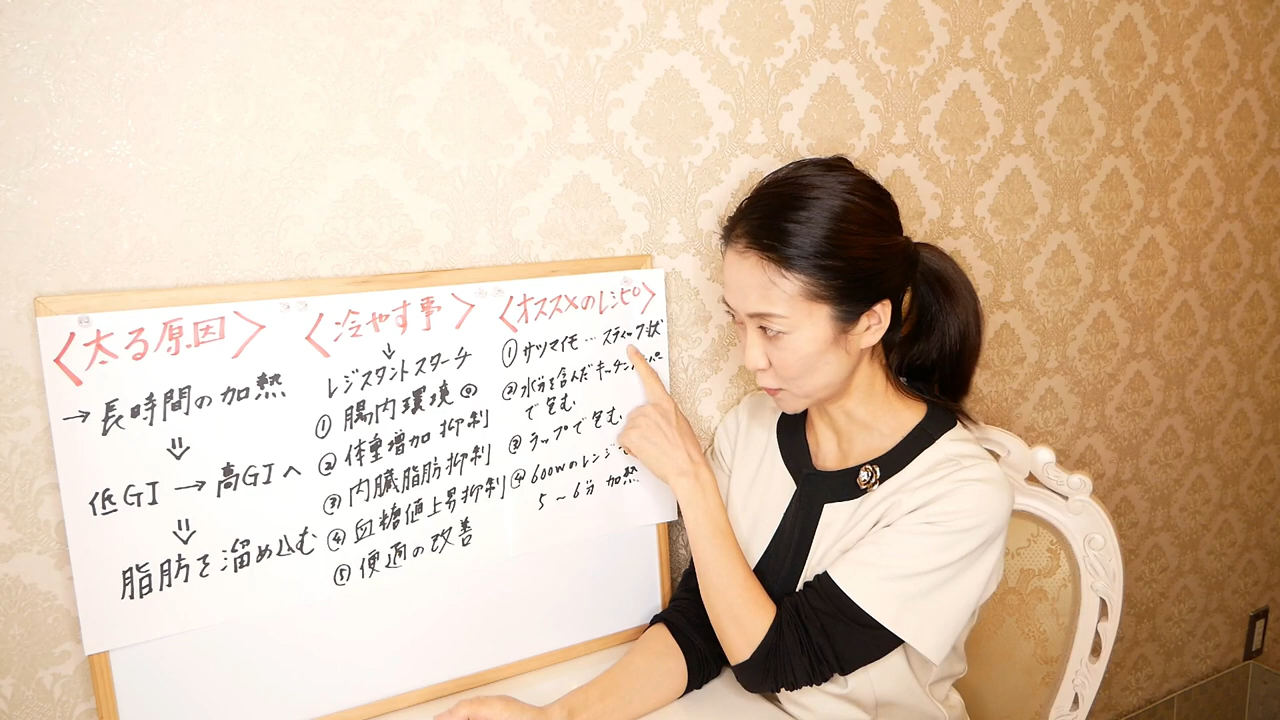 〈太る原因〉
→長時間の加熱
⇓
低GI→高GIへ
⇓
脂肪を溜め込む
〈冷やす事〉
↓
レジスタントスターチ
① 腸内環境◎
② 体重増加抑制
③ 内臓脂肪抑制
④ 血糖値上昇抑制
⑤ 便通の改善
〈オススメのレシピ〉
① サツマイモ…スティック状
② 水分を含んだキッチンペーパー
で包む
③ ラップで包む
④ 600Wのレンジで
5〜6分 加熱